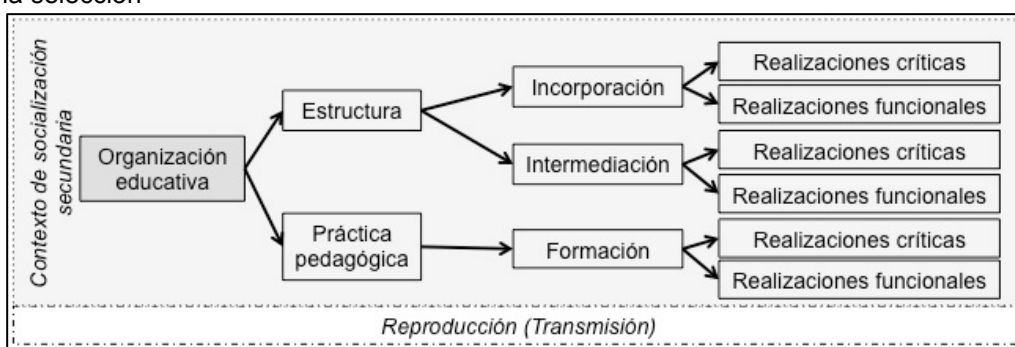 la selección
Contexto de socialización
secundaria
Organización
educativa
Estructura
Práctica
pedagógica
Incorporación
Intermediación
Formación
Realizaciones críticas
Realizaciones funcionales
Realizaciones críticas
Realizaciones funcionales
Realizaciones críticas
Realizaciones funcionales
Reproducción (Transmisión)